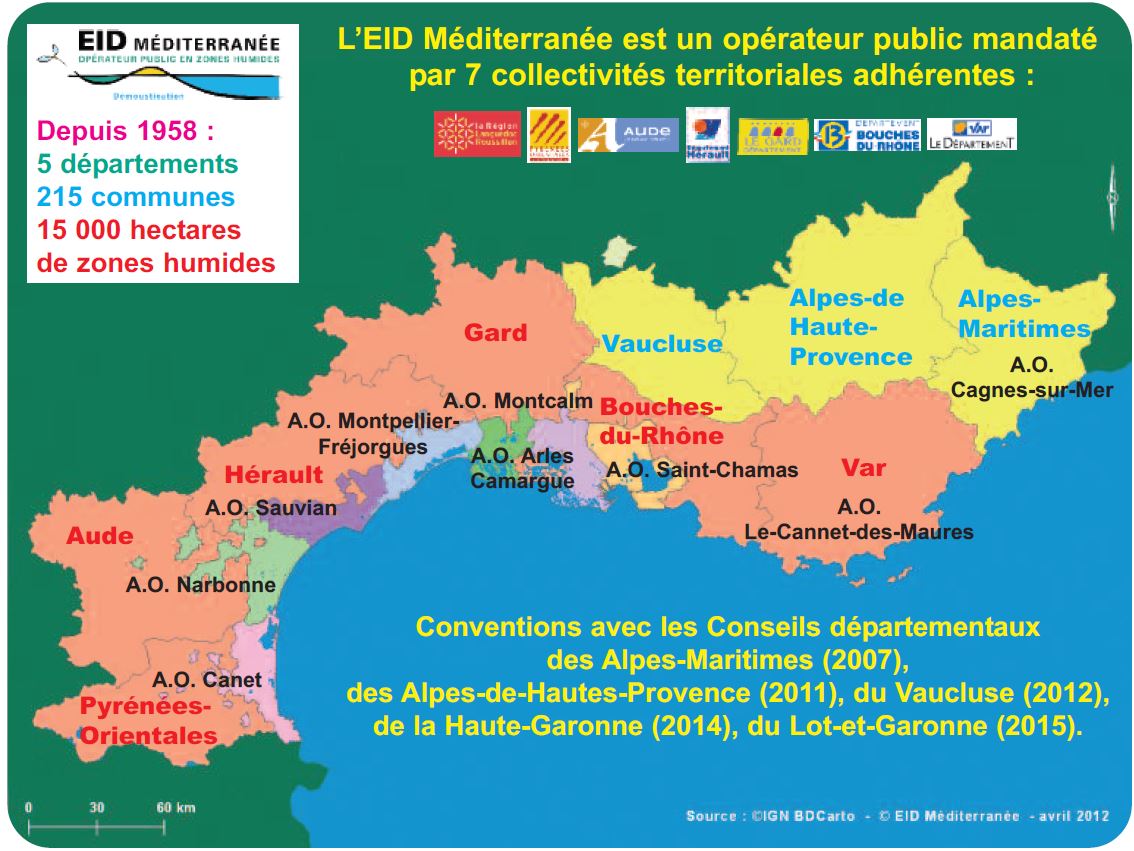 EID MÉDITERRANÉE
OPÉRATEUR PUBLIC EN ZONES HUMIDES
Démoustication
Depuis 1958 :
5 départements
215 communes
15 000 hectares
de zones humides
L'EID Méditerranée est un opérateur public mandaté
par 7 collectivités territoriales adhérentes :
la Région
Languedoc
Roussillon
AUDE
Hérault
LE GARD
DÉPARTEMENT
DÉPARTEMENT
BOUCHES
DU RHÔNE
VAR
LE DÉPARTEMENT
N
Gard
Vaucluse
Alpes-de
Haute-
Provence
Alpes-
Maritimes
A.O.
Cagnes-sur-Mer
A.O. Montcalm
Bouches-
du-Rhône
A.O. Montpellier-
Fréjorgues
A.O. Arles
Camargue
A.O. Saint-Chamas
Var
A.O.
Le-Cannet-des-Maures
Hérault
A.O. Sauvian
Aude
A.O. Narbonne
A.O. Canet
Pyrénées-
Orientales
Conventions avec les Conseils départementaux
des Alpes-Maritimes (2007),
des Alpes-de-Hautes-Provence (2011), du Vaucluse (2012),
de la Haute-Garonne (2014), du Lot-et-Garonne (2015).
0 30 60 km
Source : ©IGN BDCarto - © EID Méditerranée - avril 2012